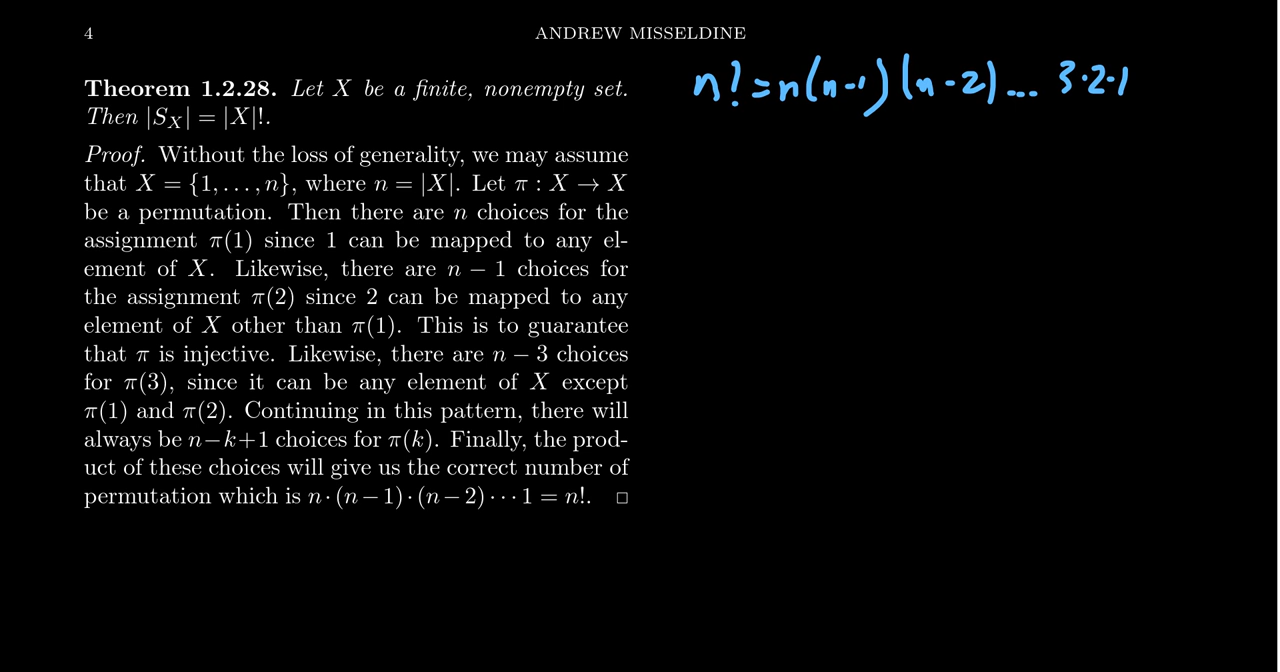 4
ANDREW MISSELDINE
Theorem 1.2.28. Let X be a finite, nonempty set.
Then |S_X| = |X|!.
Proof. Without the loss of generality, we may assume
that X = {1, . . . , n}, where n = |X|. Let π : X → X
be a permutation. Then there are n choices for the
assignment π(1) since 1 can be mapped to any el-
ement of X. Likewise, there are n − 1 choices for
the assignment π(2) since 2 can be mapped to any
element of X other than π(1). This is to guarantee
that π is injective. Likewise, there are n − 3 choices
for π(3), since it can be any element of X except
π(1) and π(2). Continuing in this pattern, there will
always be n−k+1 choices for π(k). Finally, the prod-
uct of these choices will give us the correct number of
permutation which is n · (n − 1) · (n − 2) · · · 1 = n!. □
n! = n(n-1)(n-2)... 3·2·1